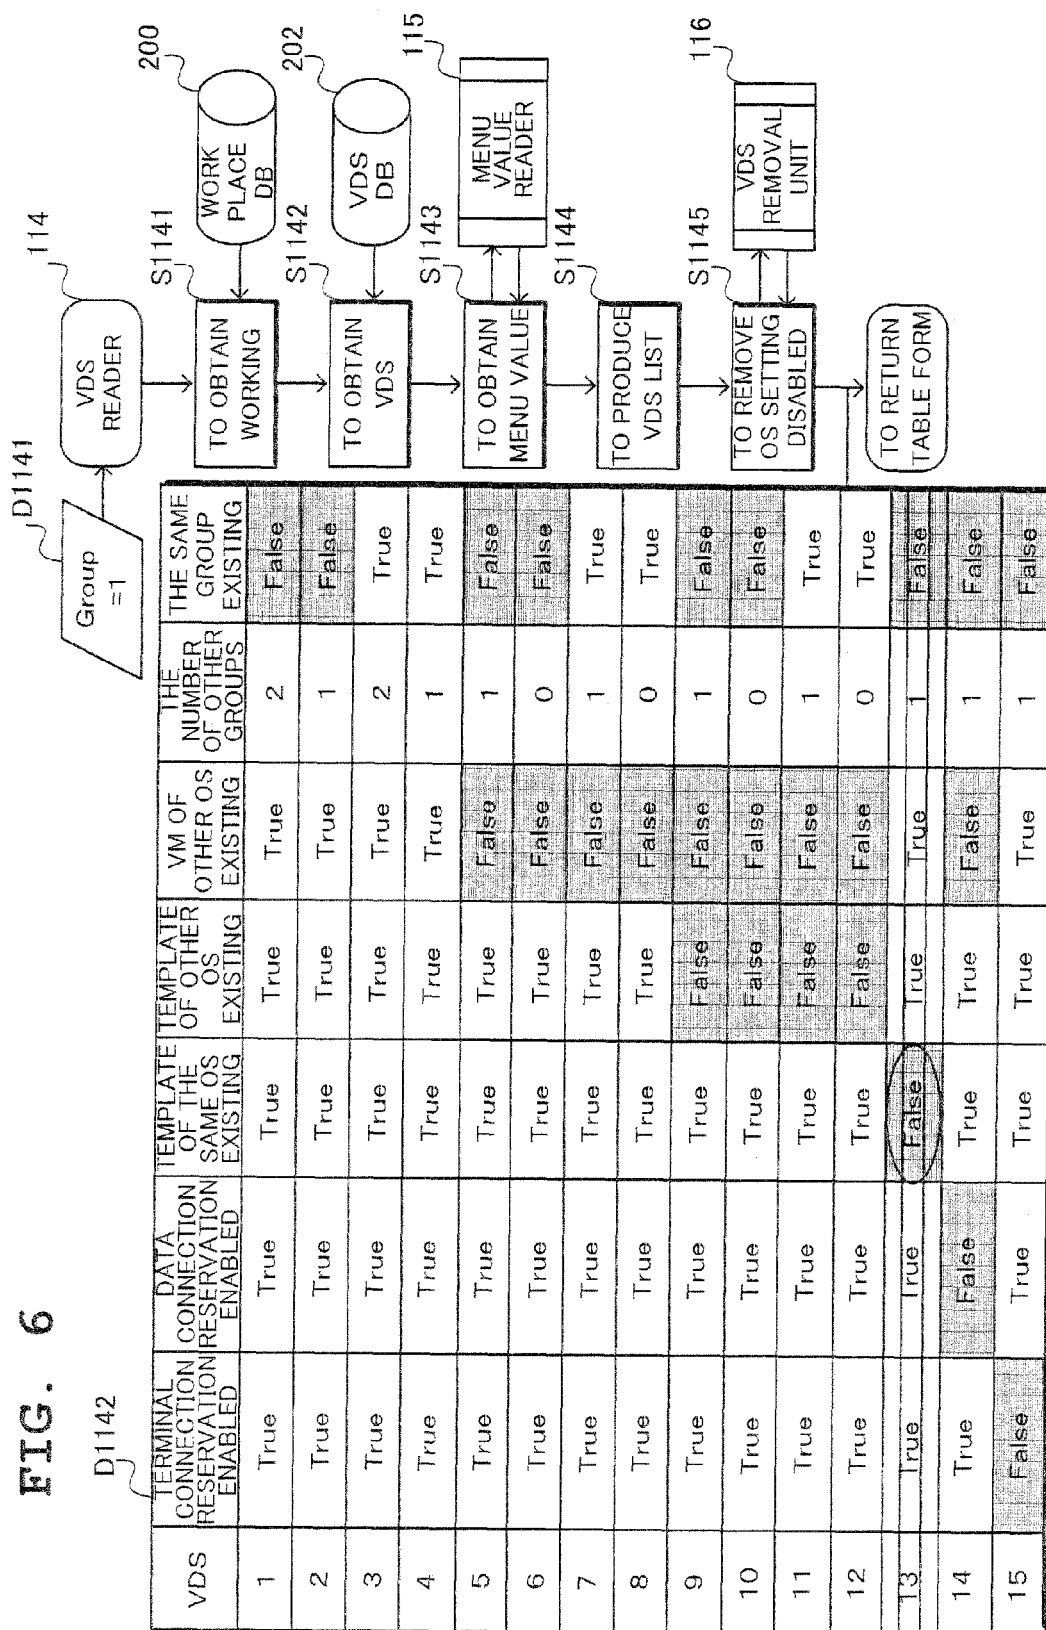 FIG. 6
D1141
Group
=1
114
VDS
READER
S1141
TO OBTAIN
WORKING
200
WORK
PLACE
DB
S1142
TO OBTAIN
VDS
202
VDS
DB
S1143
TO OBTAIN
MENU VALUE
115
MENU
VALUE
READER
S1144
TO PRODUCE
VDS LIST
S1145
TO REMOVE
OS SETTING
DISABLED
116
VDS
REMOVAL
UNIT
TO RETURN
TABLE FORM
D1142
VDS
TERMINAL
CONNECTION
RESERVATION
ENABLED
DATA
CONNECTION
RESERVATION
ENABLED
TEMPLATE
OF THE
SAME OS
EXISTING
TEMPLATE
OF OTHER
OS
EXISTING
VM OF
OTHER OS
EXISTING
THE
NUMBER
OF OTHER
GROUPS
THE SAME
GROUP
EXISTING
1 True True True True True 2 False
2 True True True True True 1 False
3 True True True True True 2 True
4 True True True True True 1 True
5 True True True True False 1 False
6 True True True True False 0 False
7 True True True True False 1 True
8 True True True True False 0 True
9 True True True False False 1 False
10 True True True False False 0 False
11 True True True False False 1 True
12 True True True False False 0 True
13 True True False True True 1 False
14 True False True True False 1 False
15 False True True True True 1 False